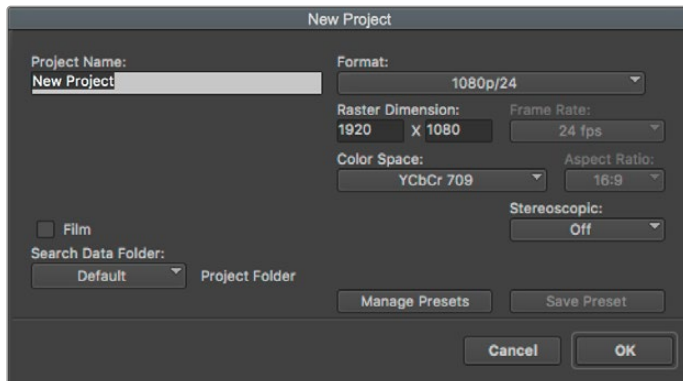 New Project
Project Name:
New Project
Format:
1080p/24
Raster Dimension:
Frame Rate:
1920 X 1080
24 fps
Color Space:
Aspect Ratio:
YCbCr 709
16:9
Stereoscopic:
Off
Film
Search Data Folder:
Default
Project Folder
Manage Presets
Save Preset
Cancel
OK